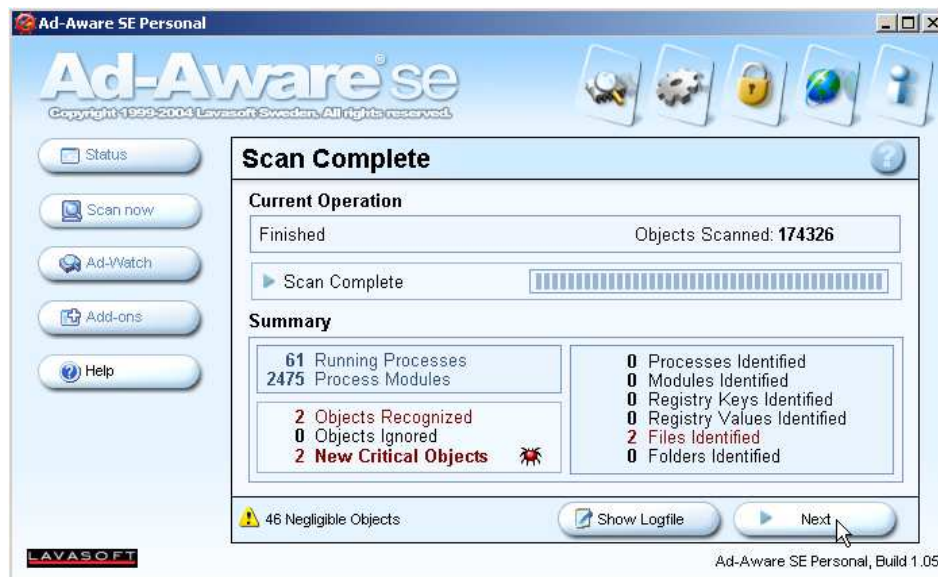 Ad-Aware SE Personal
Ad-Aware® SE
Copyright 1999-2004 Lavasoft Sweden. All rights reserved.
Status
Scan now
Ad-Watch
Add-ons
Help
Scan Complete
?
Current Operation
Finished
Objects Scanned: 174326
Scan Complete
Summary
61 Running Processes
2475 Process Modules
2 Objects Recognized
0 Objects Ignored
2 New Critical Objects
0 Processes Identified
0 Modules Identified
0 Registry Keys Identified
0 Registry Values Identified
2 Files Identified
0 Folders Identified
46 Negligible Objects
Show Logfile
Next
LAVASOFT
Ad-Aware SE Personal, Build 1.05